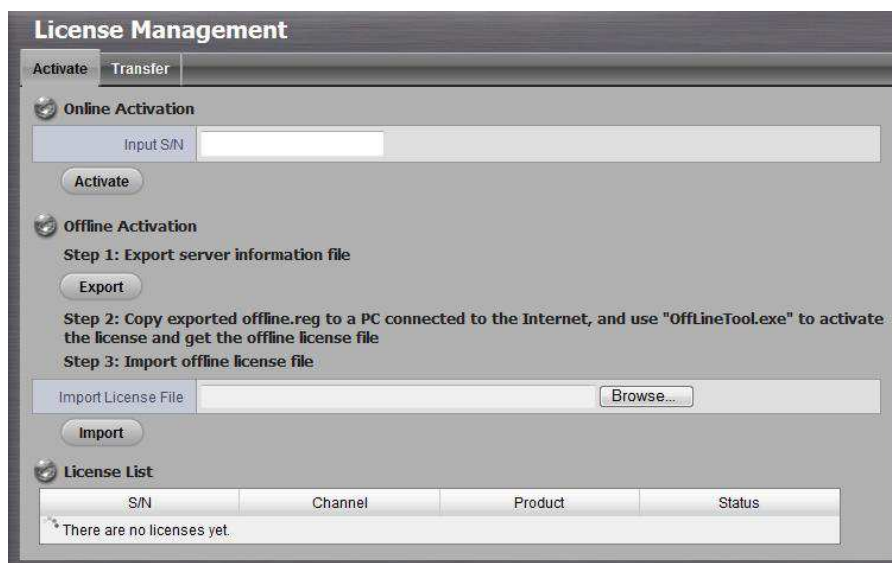 License Management
Activate Transfer
Online Activation
Input S/N
Activate
Offline Activation
Step 1: Export server information file
Export
Step 2: Copy exported offline.reg to a PC connected to the Internet, and use "OffLineTool.exe" to activate
the license and get the offline license file
Step 3: Import offline license file
Import License File Browse...
Import
License List
S/N Channel Product Status
There are no licenses yet.